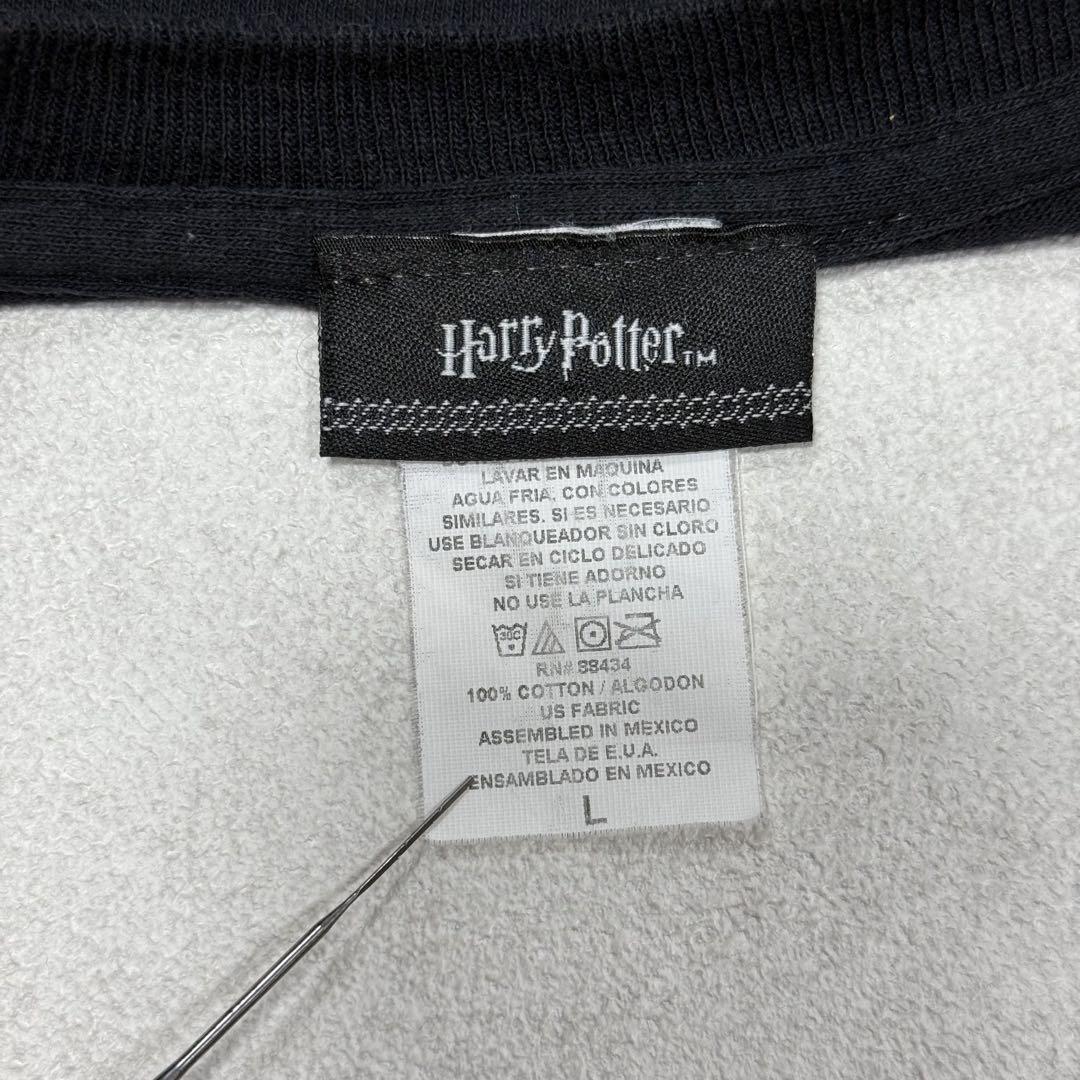 Harry Potter™
LAVAR EN MAQUINA
AGUA FRIA. CON COLORES
SIMILARES. SI ES NECESARIO
USE BLANQUEADOR SIN CLORO
SECAR EN CICLO DELICADO
SI TIENE ADORNO
NO USE LA PLANCHA
30C
RN# 88434
100% COTTON / ALGODON
US FABRIC
ASSEMBLED IN MEXICO
TELA DE E.U.A.
ENSAMBLADO EN MEXICO
L